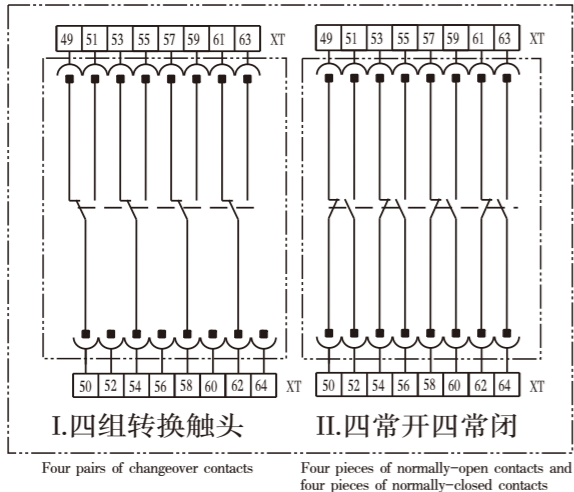 49 51 53 55 57 59 61 63 XT
49 51 53 55 57 59 61 63 XT
50 52 54 56 58 60 62 64 XT
50 52 54 56 58 60 62 64 XT
I.四组转换触头
II.四常开四常闭
Four pairs of changeover contacts
Four pieces of normally-open contacts and
four pieces of normally-closed contacts